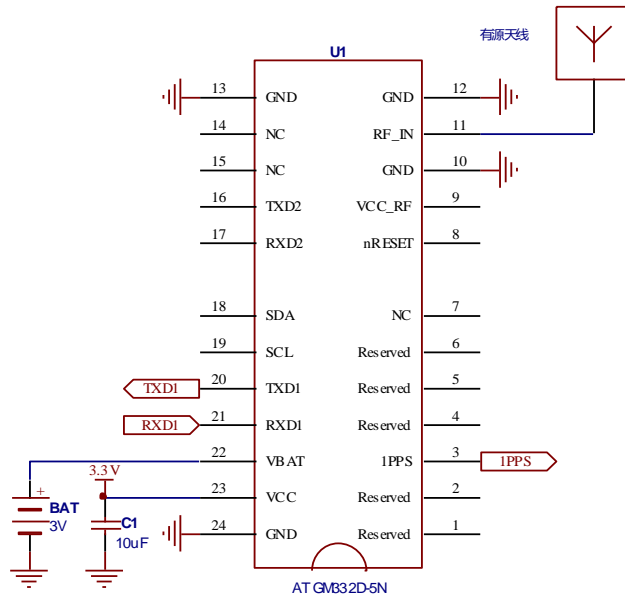 有源天线
U1
13 GND GND 12
14 NC RF_IN 11
15 NC GND 10
16 TXD2 VCC_RF 9
17 RXD2 nRESET 8
18 SDA NC 7
19 SCL Reserved 6
TXD1 20 TXD1 Reserved 5
RXD1 21 RXD1 Reserved 4
22 VBAT 1PPS 3 1PPS
3.3V
23 VCC Reserved 2
+
BAT
3V
C1
10uF
24 GND Reserved 1
ATGM332D-5N